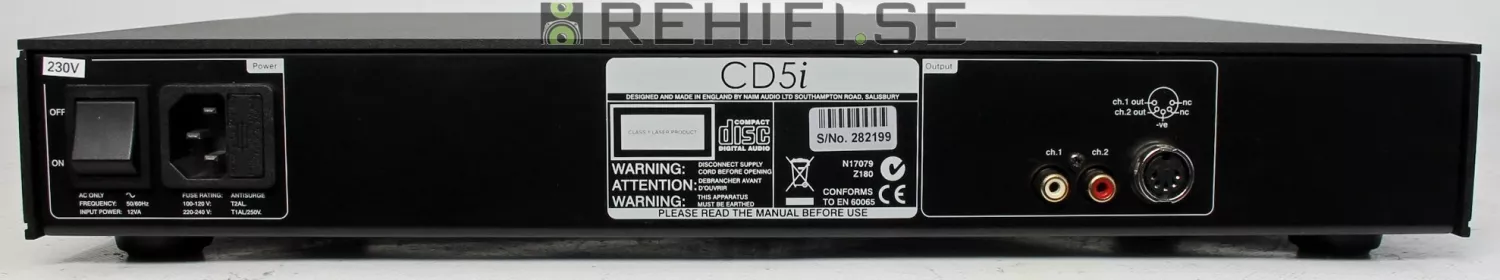 REHIFI.SE
230V
Power
OFF
ON
AC ONLY
FREQUENCY: 50/60Hz
INPUT POWER: 12VA
FUSE RATING: ANTISURGE
100-120 V: T2AL
220-240 V: T1AL/250V.
CD5i
DESIGNED AND MADE IN ENGLAND BY NAIM AUDIO LTD SOUTHAMPTON ROAD, SALISBURY
CLASS 1 LASER PRODUCT
COMPACT
disc
DIGITAL AUDIO
S/No. 282199
WARNING: DISCONNECT SUPPLY
CORD BEFORE OPENING
ATTENTION: DEBRANCHER AVANT
D'OUVRIR
WARNING: THIS APPARATUS
MUST BE EARTHED
N17079
Z180
CONFORMS
TO EN 60065
CE
PLEASE READ THE MANUAL BEFORE USE
Output
ch.1 out
nc
ch.2 out
nc
-ve
ch.1
ch.2